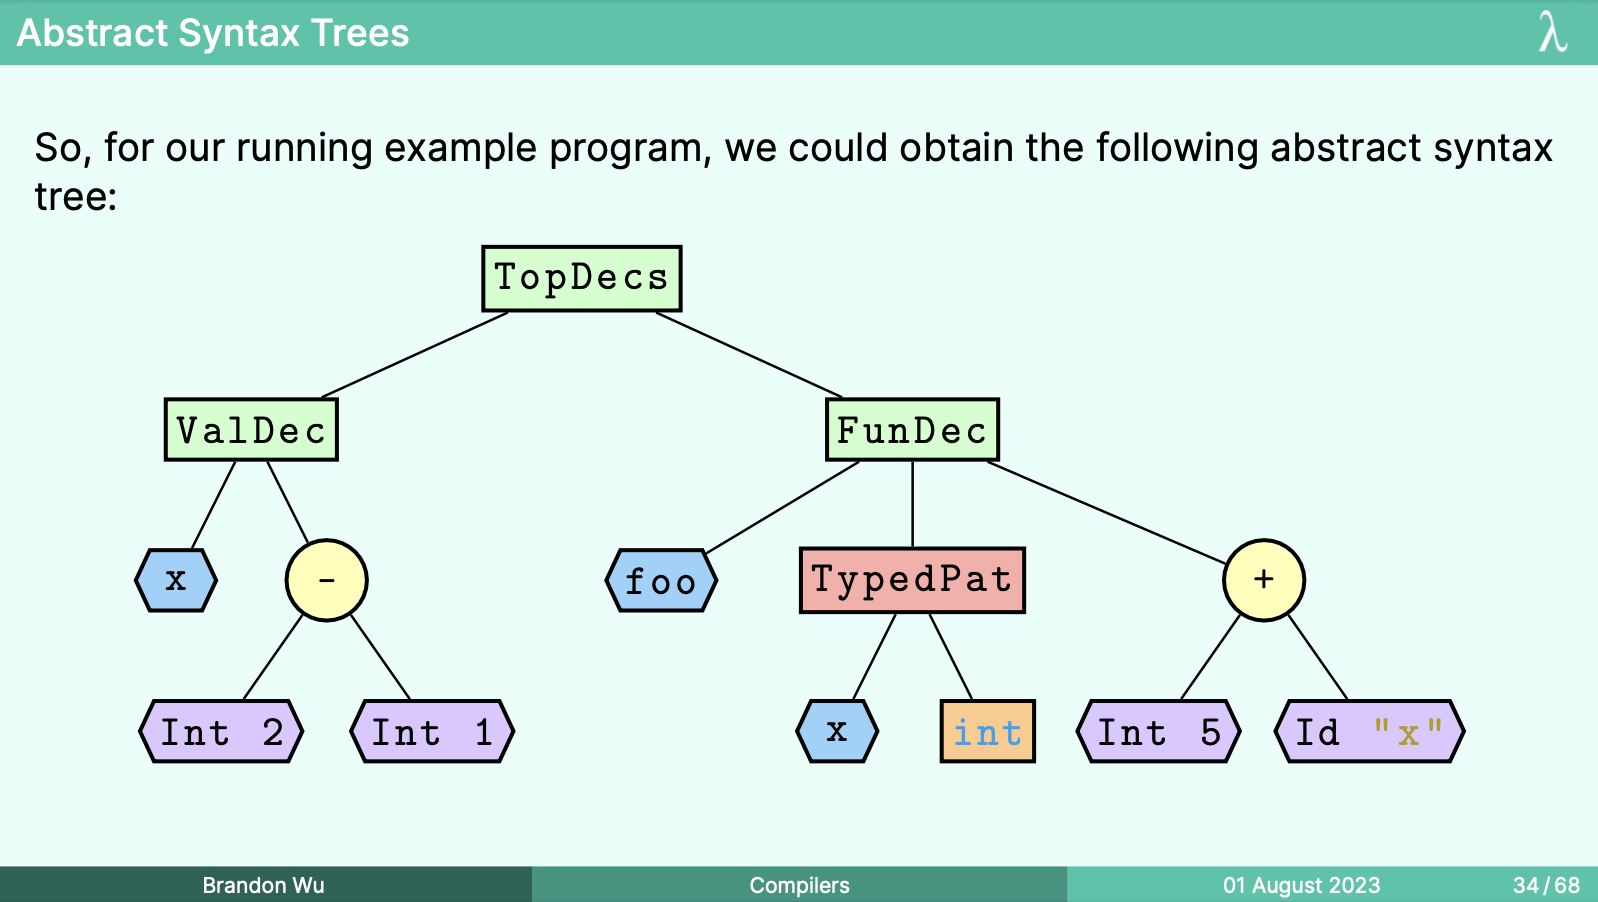 Abstract Syntax Trees λ
So, for our running example program, we could obtain the following abstract syntax
tree:
TopDecs
ValDec FunDec
x - foo TypedPat +
Int 2 Int 1 x int Int 5 Id "x"
Brandon Wu Compilers 01 August 2023 34/68